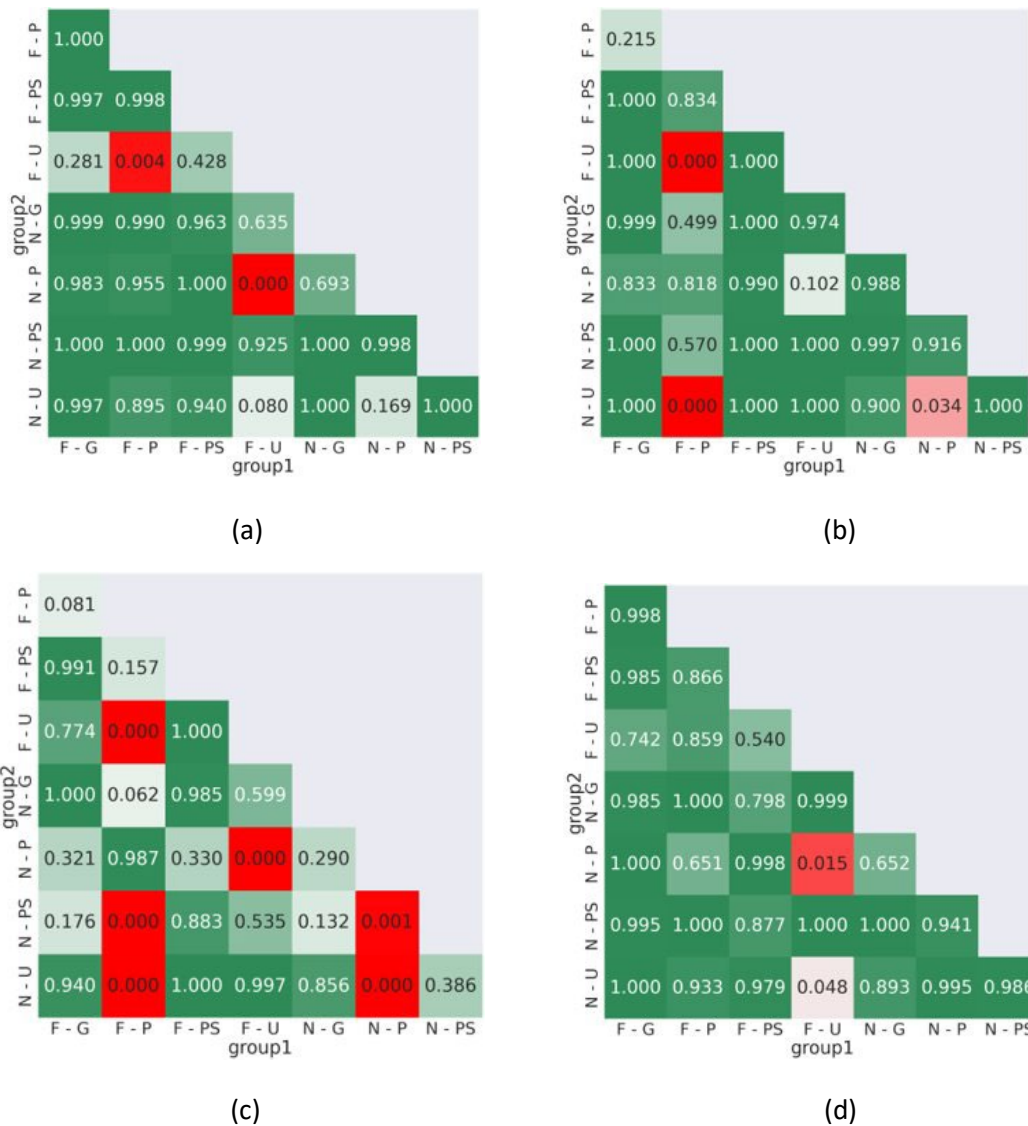 F - P 1.000
F - PS 0.997 0.998
F - U 0.281 0.004 0.428
N - G 0.999 0.990 0.963 0.635
N - P 0.983 0.955 1.000 0.000 0.693
N - PS 1.000 1.000 0.999 0.925 1.000 0.998
N - U 0.997 0.895 0.940 0.080 1.000 0.169 1.000
group2
F - G F - P F - PS F - U N - G N - P N - PS
group1
(a)
F - P 0.215
F - PS 1.000 0.834
F - U 1.000 0.000 1.000
N - G 0.999 0.499 1.000 0.974
N - P 0.833 0.818 0.990 0.102 0.988
N - PS 1.000 0.570 1.000 1.000 0.997 0.916
N - U 1.000 0.000 1.000 1.000 0.900 0.034 1.000
group2
F - G F - P F - PS F - U N - G N - P N - PS
group1
(b)
F - P 0.081
F - PS 0.991 0.157
F - U 0.774 0.000 1.000
N - G 1.000 0.062 0.985 0.599
N - P 0.321 0.987 0.330 0.000 0.290
N - PS 0.176 0.000 0.883 0.535 0.132 0.001
N - U 0.940 0.000 1.000 0.997 0.856 0.000 0.386
group2
F - G F - P F - PS F - U N - G N - P N - PS
group1
(c)
F - P 0.998
F - PS 0.985 0.866
F - U 0.742 0.859 0.540
N - G 0.985 1.000 0.798 0.999
N - P 1.000 0.651 0.998 0.015 0.652
N - PS 0.995 1.000 0.877 1.000 1.000 0.941
N - U 1.000 0.933 0.979 0.048 0.893 0.995 0.986
group2
F - G F - P F - PS F - U N - G N - P N - PS
group1
(d)